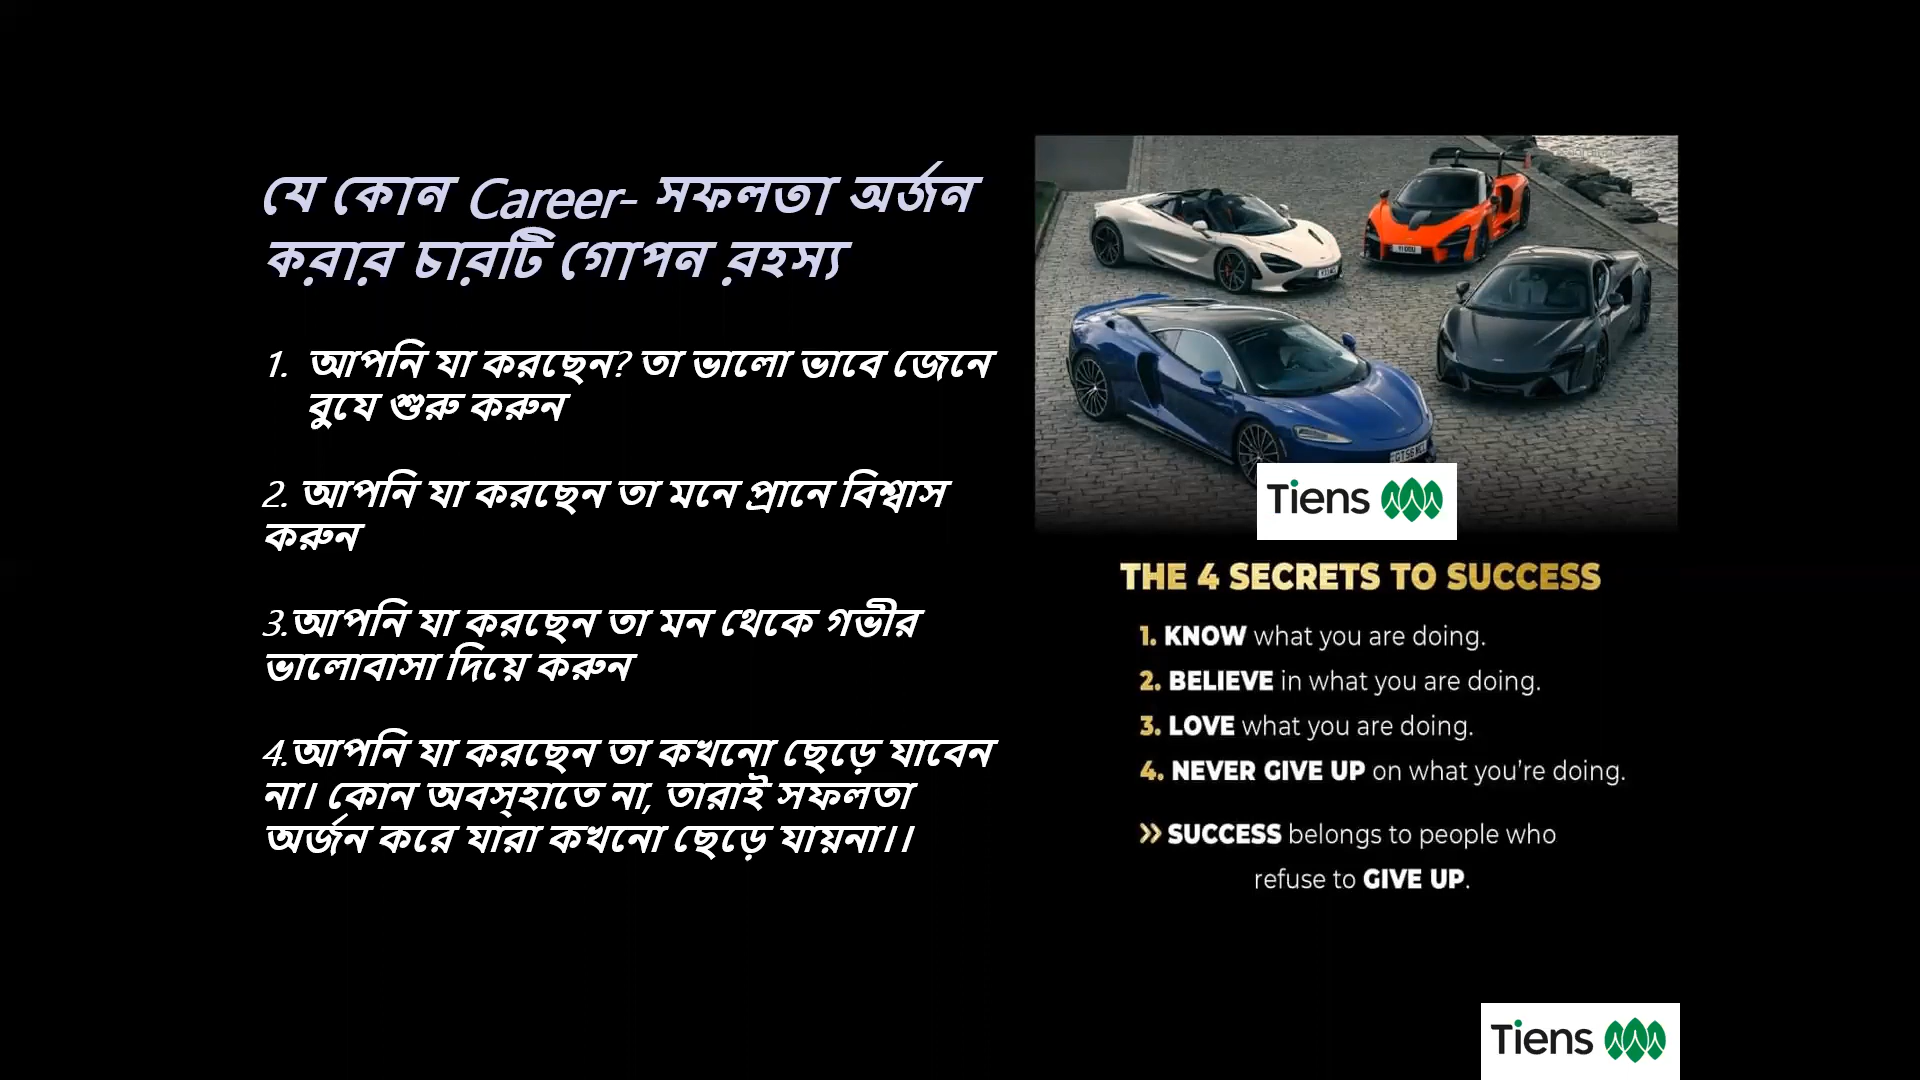 যে কোন Career- সফলতা অর্জন
করার চারটি গোপন রহস্য
1. আপনি যা করছেন? তা ভালো ভাবে জেনে
বুযে শুরু করুন
2. আপনি যা করছেন তা মনে প্রানে বিশ্বাস
করুন
3.আপনি যা করছেন তা মন থেকে গভীর
ভালোবাসা দিয়ে করুন
4.আপনি যা করছেন তা কখনো ছেড়ে যাবেন
না। কোন অবস্হাতে না, তারাই সফলতা
অর্জন করে যারা কখনো ছেড়ে যায়না।।
Tiens
THE 4 SECRETS TO SUCCESS
1. KNOW what you are doing.
2. BELIEVE in what you are doing.
3. LOVE what you are doing.
4. NEVER GIVE UP on what you're doing.
» SUCCESS belongs to people who
refuse to GIVE UP.
Tiens